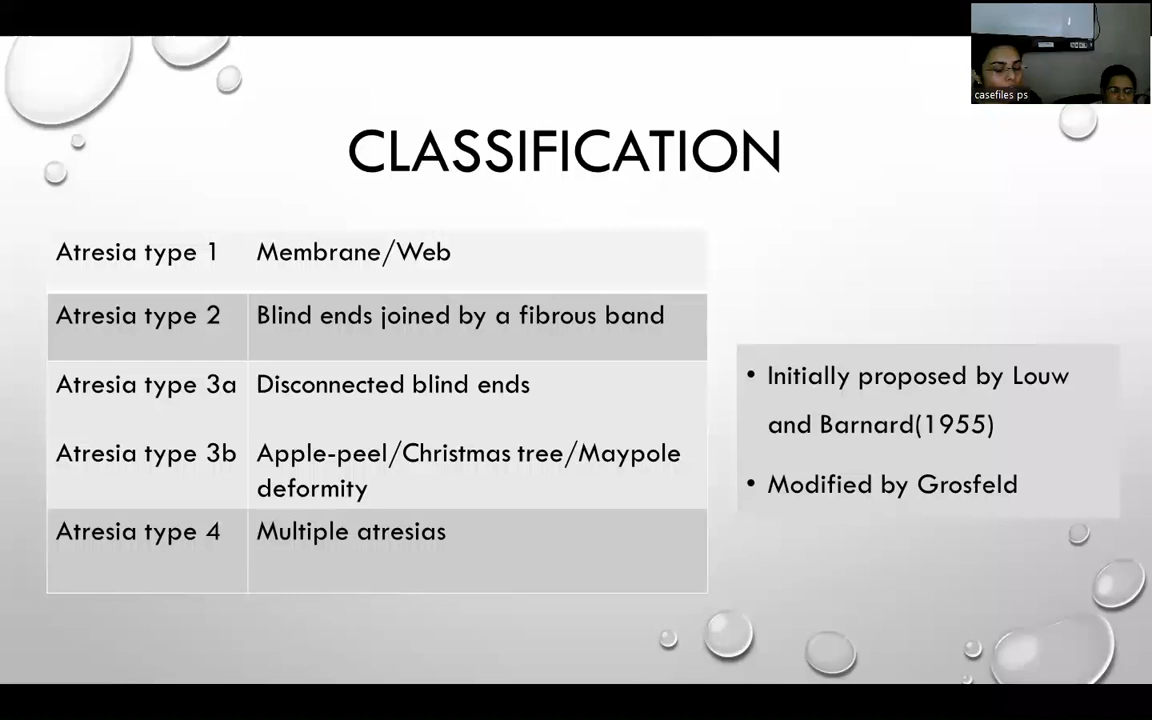 casefiles ps
CLASSIFICATION
Atresia type 1 Membrane/Web
Atresia type 2 Blind ends joined by a fibrous band
Atresia type 3a Disconnected blind ends
Atresia type 3b Apple-peel/Christmas tree/Maypole
deformity
Atresia type 4 Multiple atresias
• Initially proposed by Louw
and Barnard(1955)
• Modified by Grosfeld